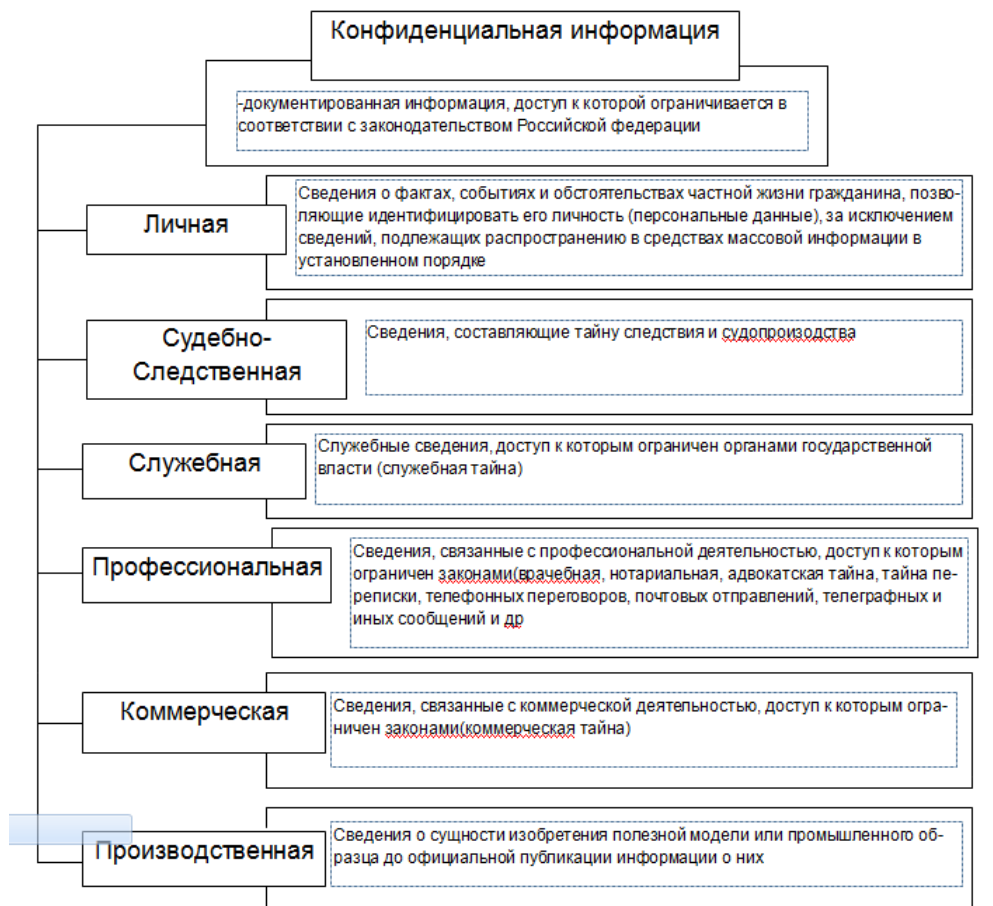 Конфиденциальная информация
-документированная информация, доступ к которой ограничивается в
соответствии с законодательством Российской федерации
Личная
Сведения о фактах, событиях и обстоятельствах частной жизни гражданина, позво-
ляющие идентифицировать его личность (персональные данные), за исключением
сведений, подлежащих распространению в средствах массовой информации в
установленном порядке
Судебно-
Следственная
Сведения, составляющие тайну следствия и судопроизодства
Служебная
Служебные сведения, доступ к которым ограничен органами государственной
власти (служебная тайна)
Профессиональная
Сведения, связанные с профессиональной деятельностью, доступ к которым
ограничен законами(врачебная, нотариальная, адвокатская тайна, тайна пе-
реписки, телефонных переговоров, почтовых отправлений, телеграфных и
иных сообщений и др
Коммерческая
Сведения, связанные с коммерческой деятельностью, доступ к которым огра-
ничен законами(коммерческая тайна)
Производственная
Сведения о сущности изобретения полезной модели или промышленного об-
разца до официальной публикации информации о них